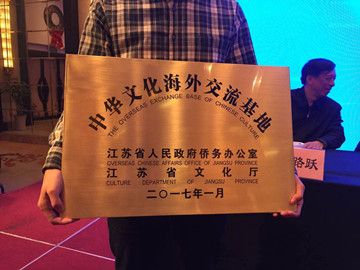 中华文化海外交流基地
THE OVERSEAS EXCHANGE BASE OF CHINESE CULTURE
江苏省人民政府侨务办公室
OVERSEAS CHINESE AFFAIRS OFFICE OF JIANGSU PROVINCE
江苏省文化厅
CULTURE DEPARTMENT OF JIANGSU PROVINCE
二〇一七年一月
路跃